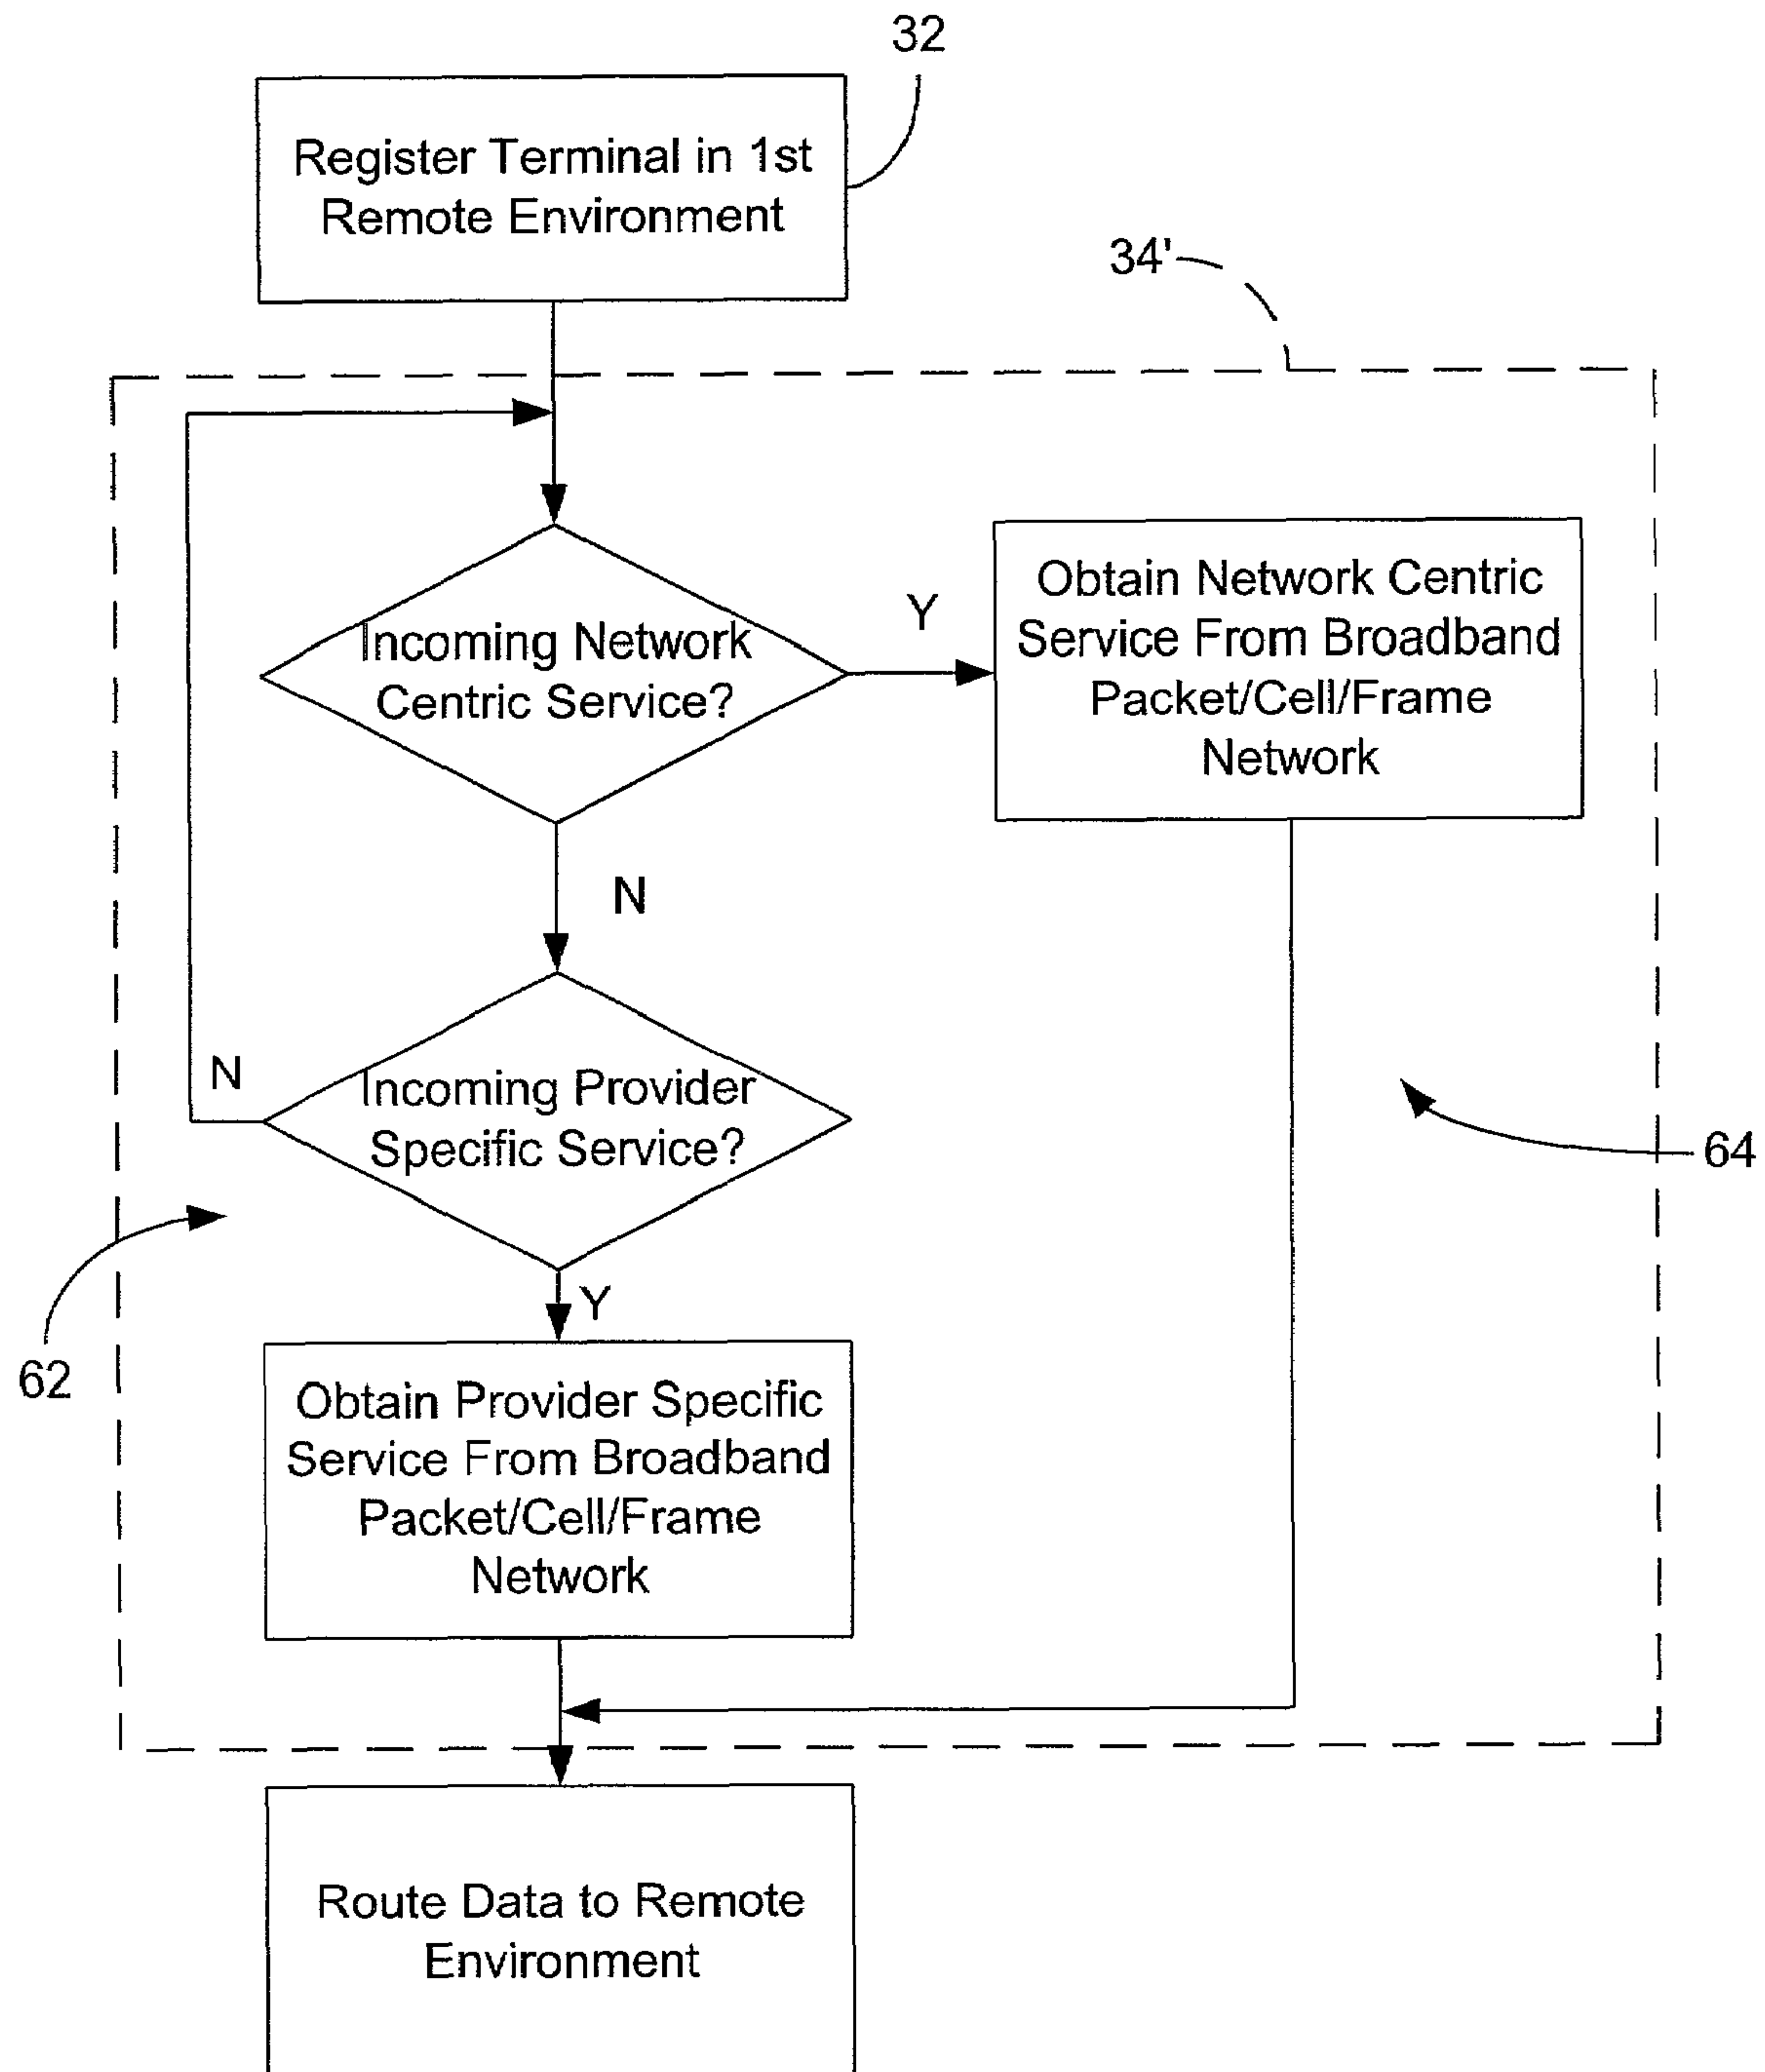 32
Register Terminal in 1st
Remote Environment
34'
Incoming Network
Centric Service?
Y
Obtain Network Centric
Service From Broadband
Packet/Cell/Frame
Network
N
Incoming Provider
Specific Service?
N
64
62
Y
Obtain Provider Specific
Service From Broadband
Packet/Cell/Frame
Network
Route Data to Remote
Environment